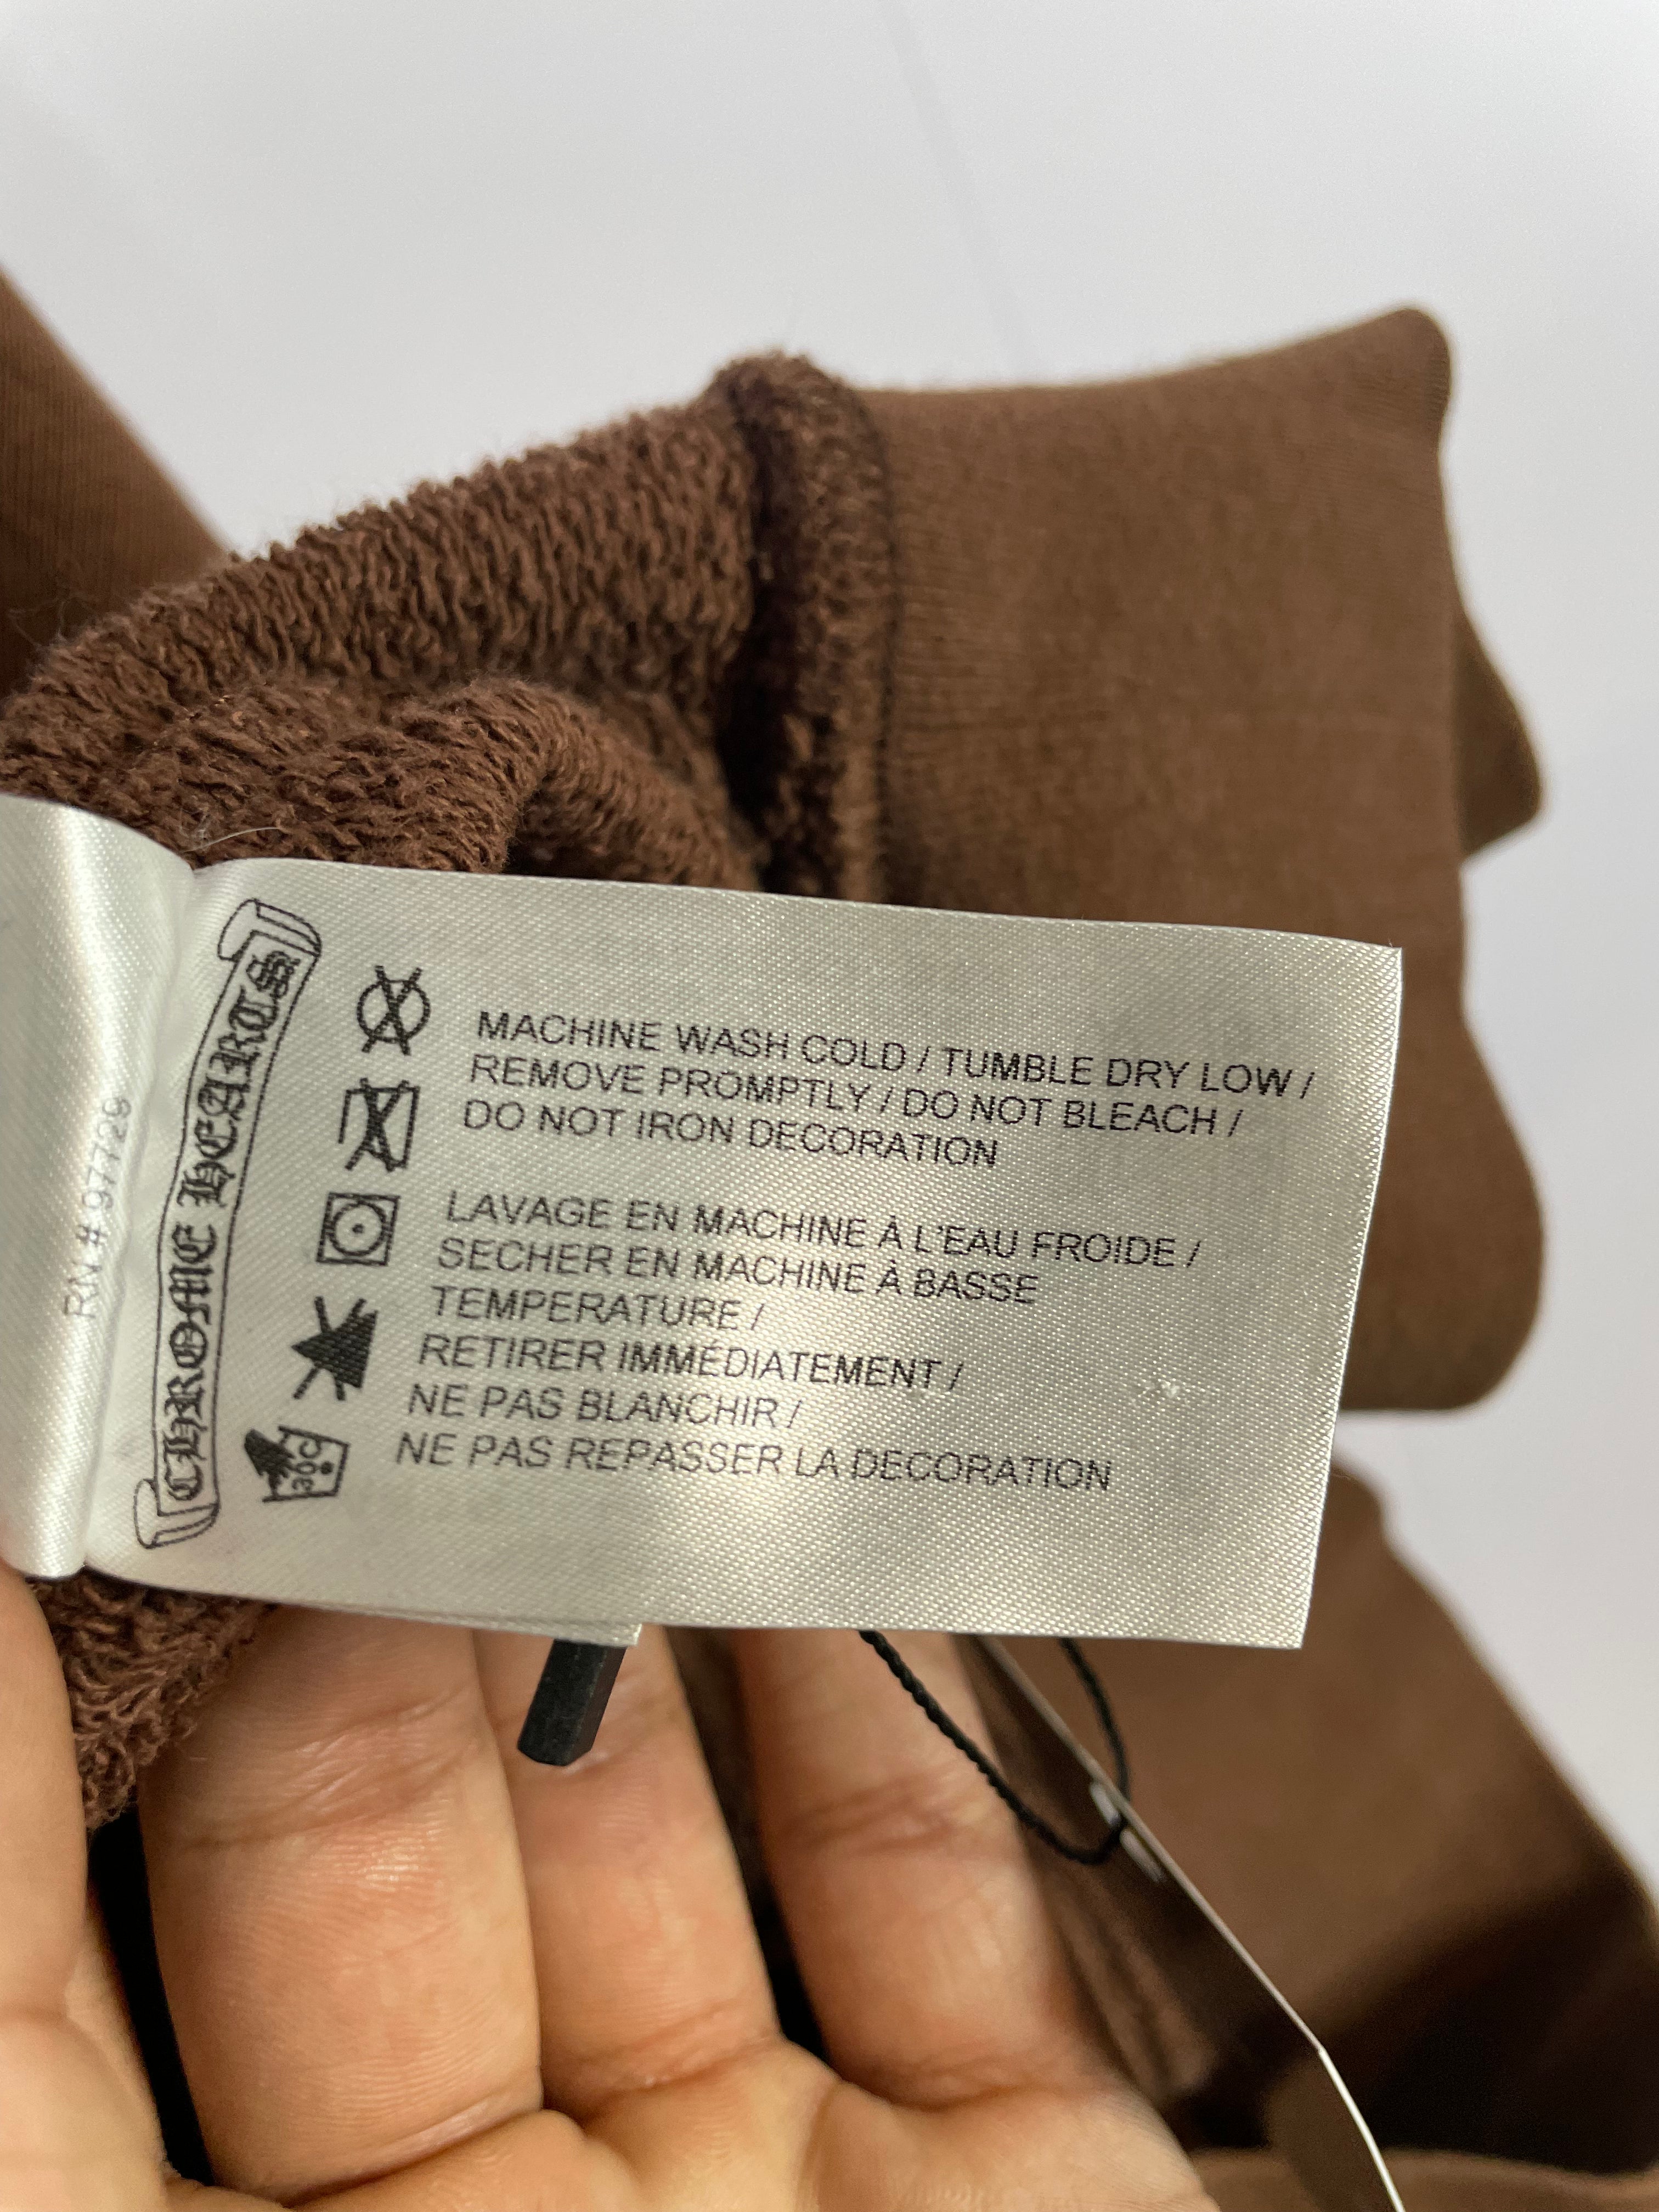 RN # 97729
CHROME HEARTS
MACHINE WASH COLD / TUMBLE DRY LOW /
REMOVE PROMPTLY / DO NOT BLEACH /
DO NOT IRON DECORATION
LAVAGE EN MACHINE À L'EAU FROIDE /
SECHER EN MACHINE À BASSE
TEMPERATURE /
RETIRER IMMÉDIATEMENT /
NE PAS BLANCHIR /
NE PAS REPASSER LA DECORATION